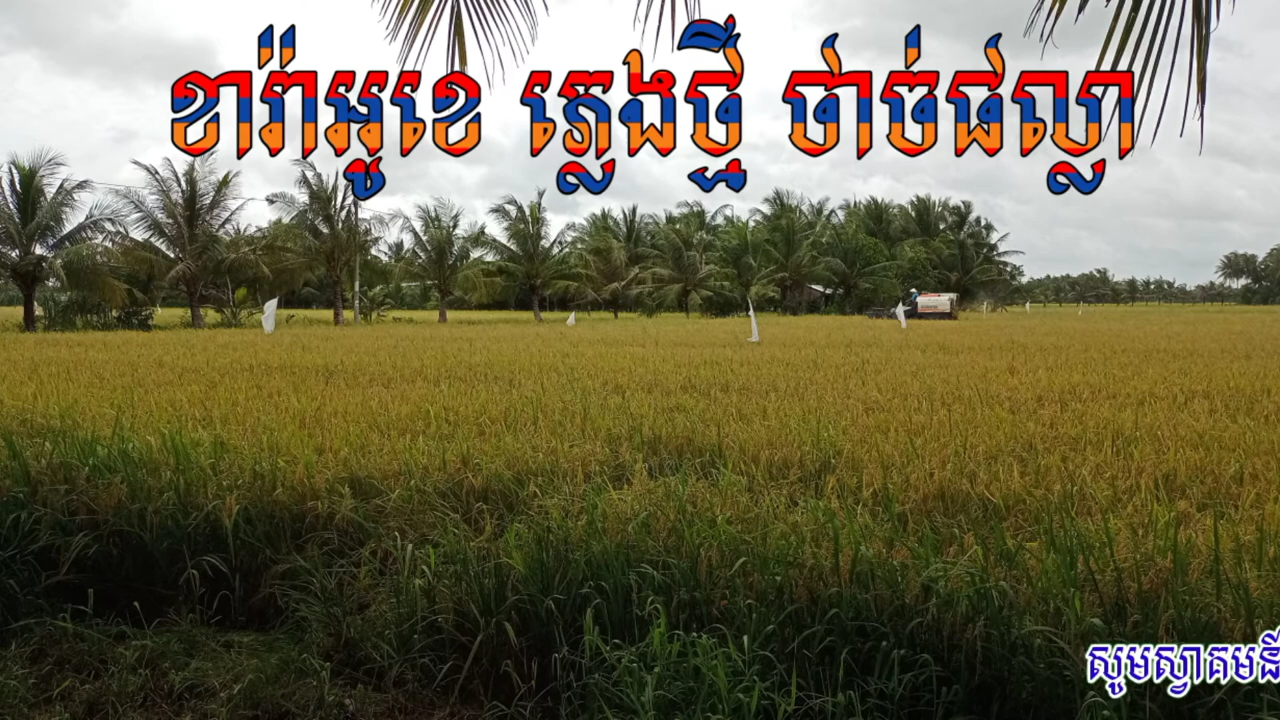 ខារ៉ាអូខេ ភ្លេងថ្មី ថាច់ផល្លា
សូមស្វាគមន៍